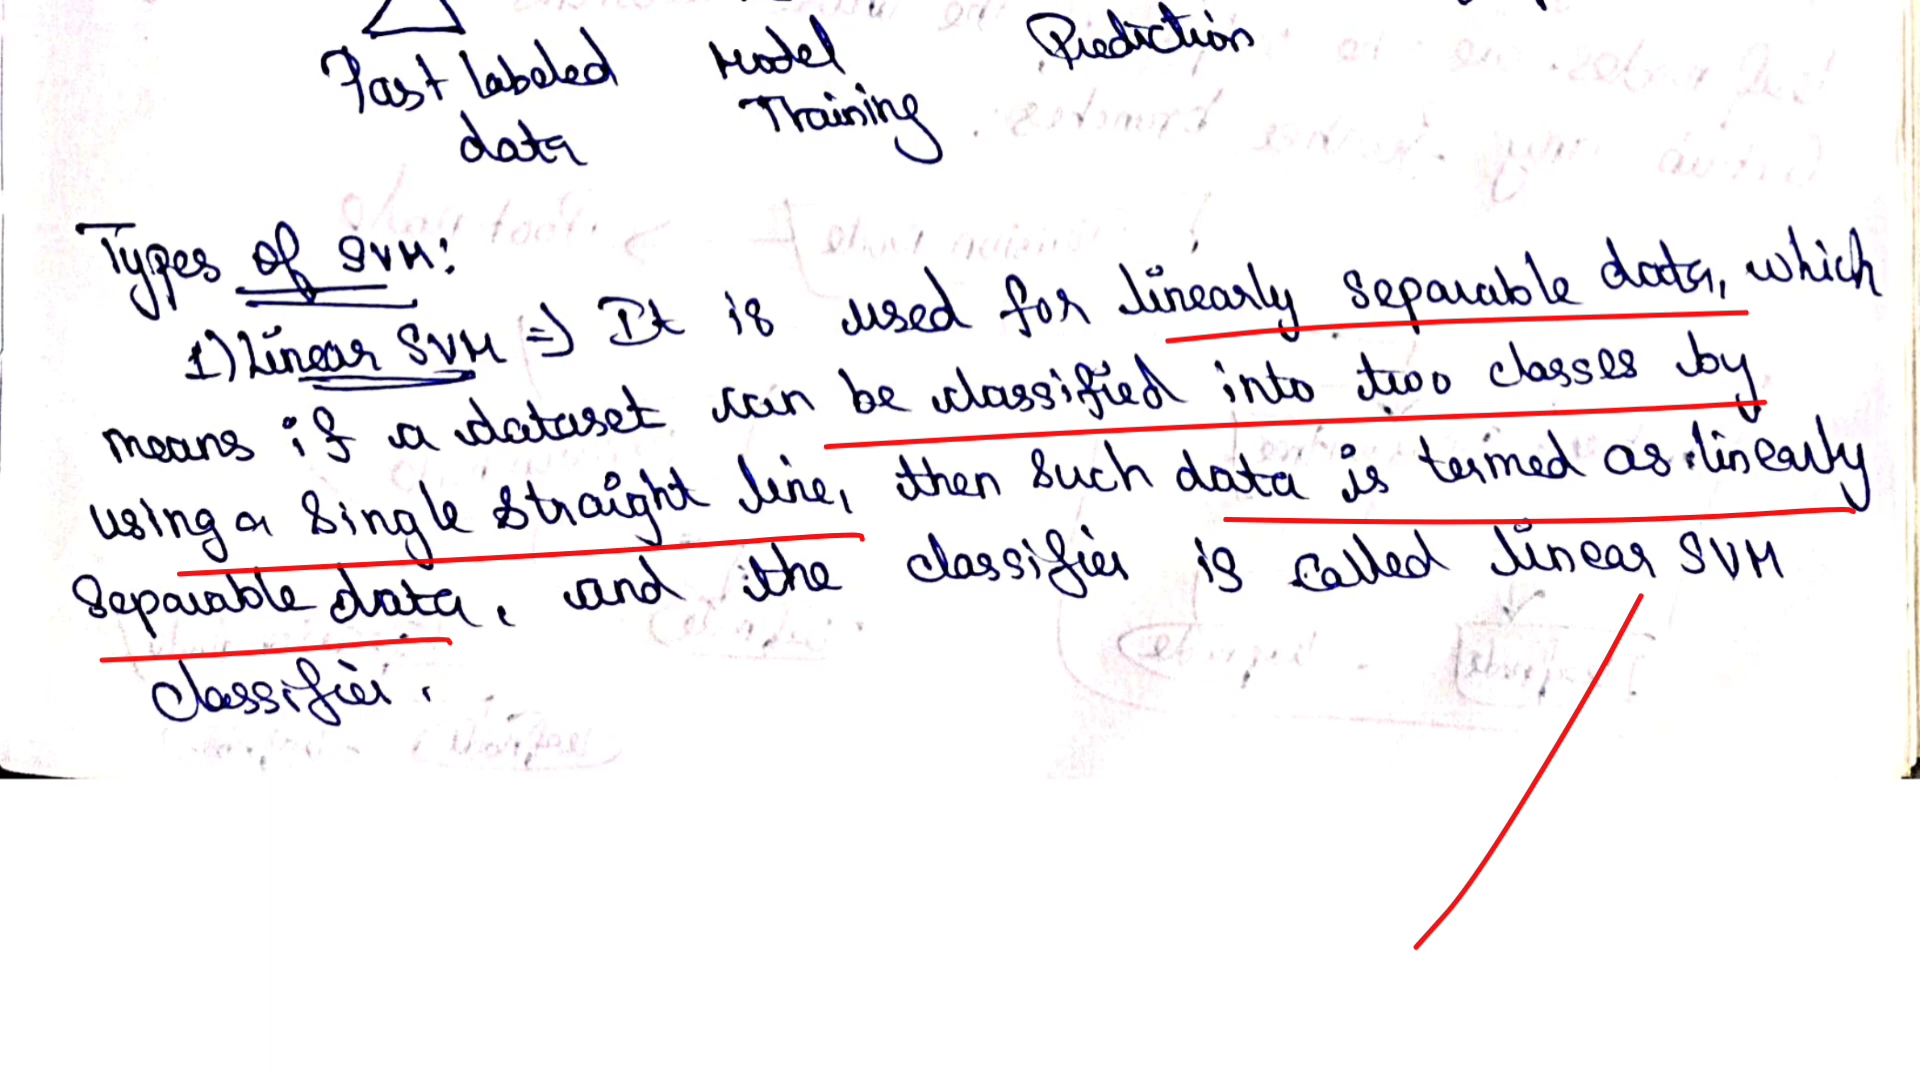 Past labeled data
Model Training
Prediction
Types of SVM:
1) Linear SVM => It is used for linearly separable data, which
means if a dataset can be classified into two classes by
using a single straight line, then such data is termed as linearly
separable data, and the classifier is called linear SVM
classifier.